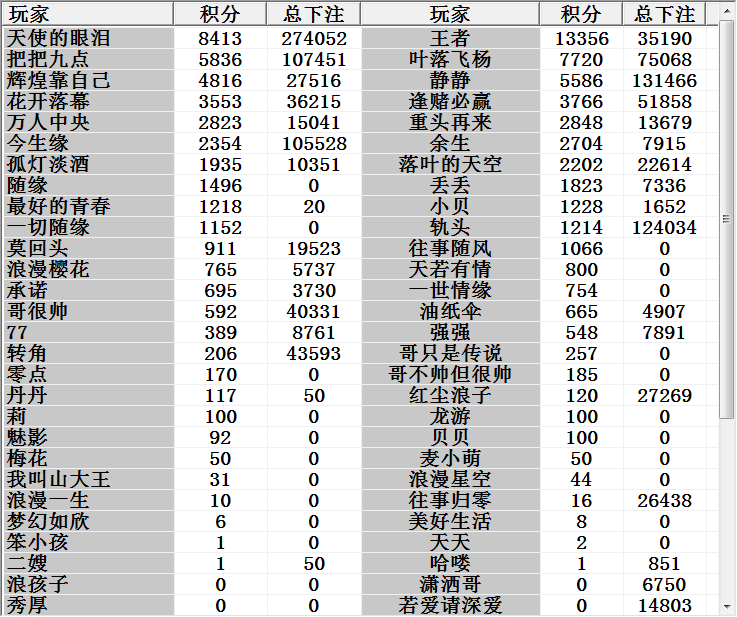 玩家 积分 总下注 玩家 积分 总下注
天使的眼泪 8413 274052 王者 13356 35190
把把九点 5836 107451 叶落飞杨 7720 75068
辉煌靠自己 4816 27516 静静 5586 131466
花开落幕 3553 36215 逢赌必赢 3766 51858
万人中央 2823 15041 重头再来 2848 13679
今生缘 2354 105528 余生 2704 7915
孤灯淡酒 1935 10351 落叶的天空 2202 22614
随缘 1496 0 丢丢 1823 7336
最好的青春 1218 20 小贝 1228 1652
一切随缘 1152 0 轨头 1214 124034
莫回头 911 19523 往事随风 1066 0
浪漫樱花 765 5737 天若有情 800 0
承诺 695 3730 一世情缘 754 0
哥很帅 592 40331 油纸伞 665 4907
77 389 8761 强强 548 7891
转角 206 43593 哥只是传说 257 0
零点 170 0 哥不帅但很帅 185 0
丹丹 117 50 红尘浪子 120 27269
莉 100 0 龙游 100 0
魅影 92 0 贝贝 100 0
梅花 50 0 麦小萌 50 0
我叫山大王 31 0 浪漫星空 44 0
浪漫一生 10 0 往事归零 16 26438
梦幻如欣 6 0 美好生活 8 0
笨小孩 1 0 天天 2 0
二嫂 1 50 哈喽 1 851
浪孩子 0 0 潇洒哥 0 6750
秀厚 0 0 若爱请深爱 0 14803